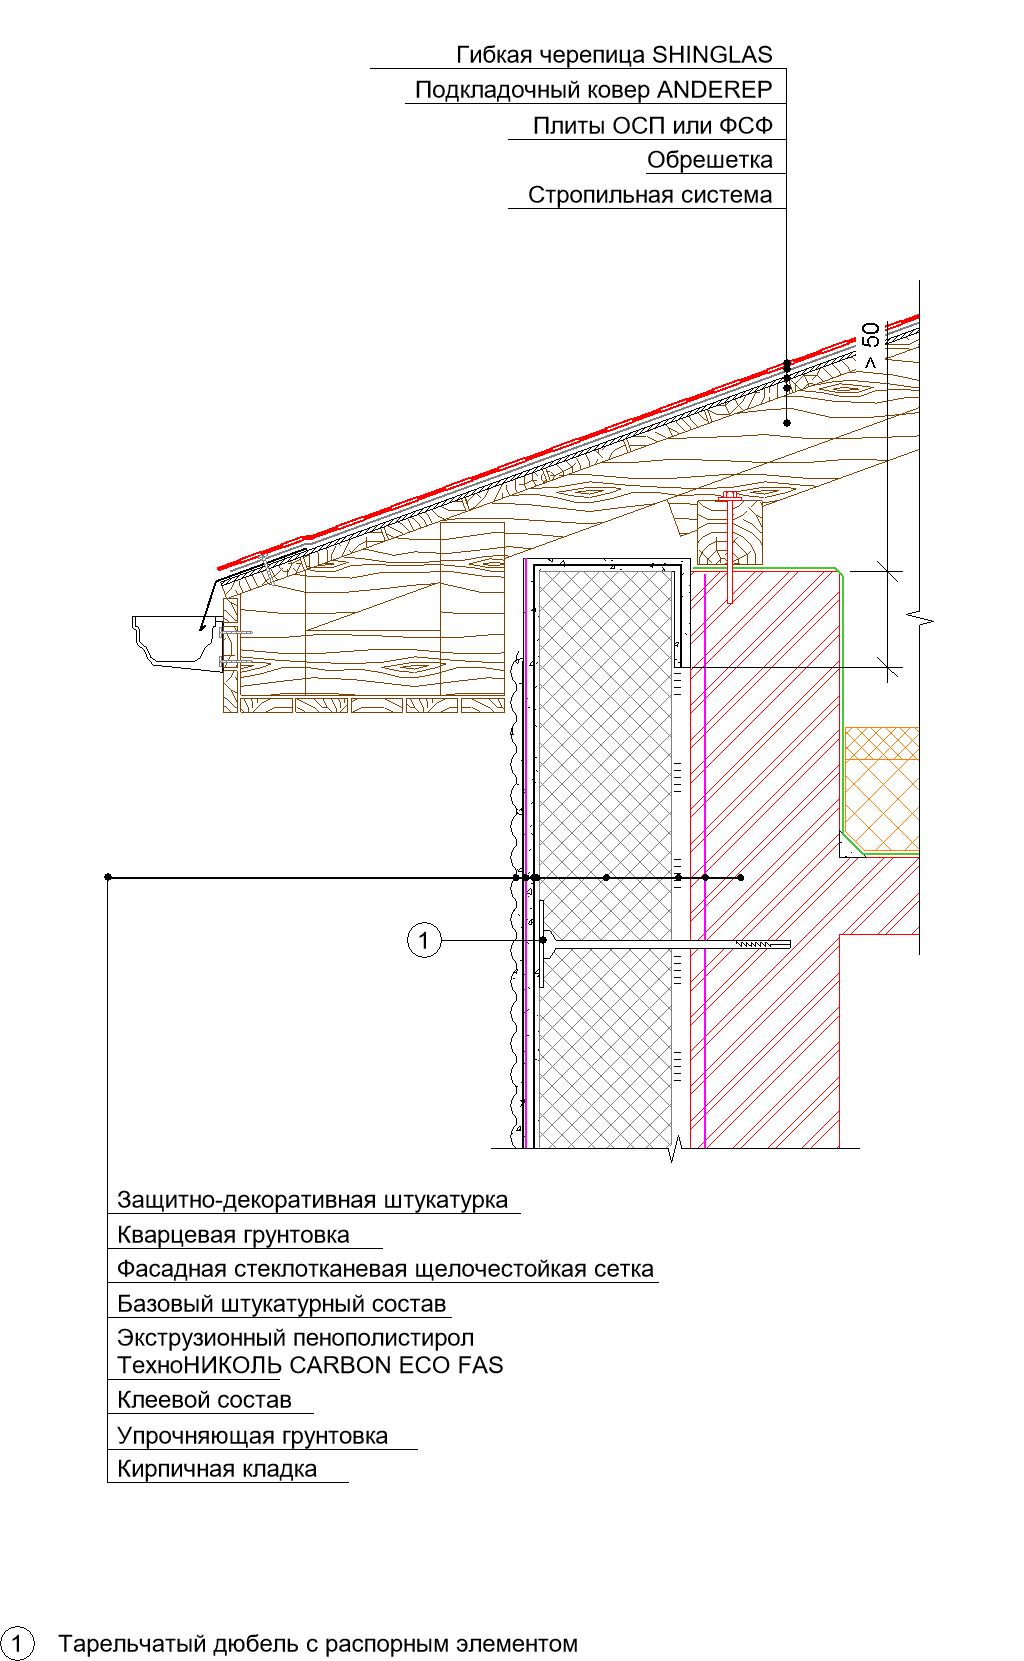 Гибкая черепица SHINGLAS
Подкладочный ковер ANDEREP
Плиты ОСП или ФСФ
Обрешетка
Стропильная система
> 50
1
Защитно-декоративная штукатурка
Кварцевая грунтовка
Фасадная стеклотканевая щелочестойкая сетка
Базовый штукатурный состав
Экструзионный пенополистирол
ТехноНИКОЛЬ CARBON ECO FAS
Клеевой состав
Упрочняющая грунтовка
Кирпичная кладка
1 Тарельчатый дюбель с распорным элементом